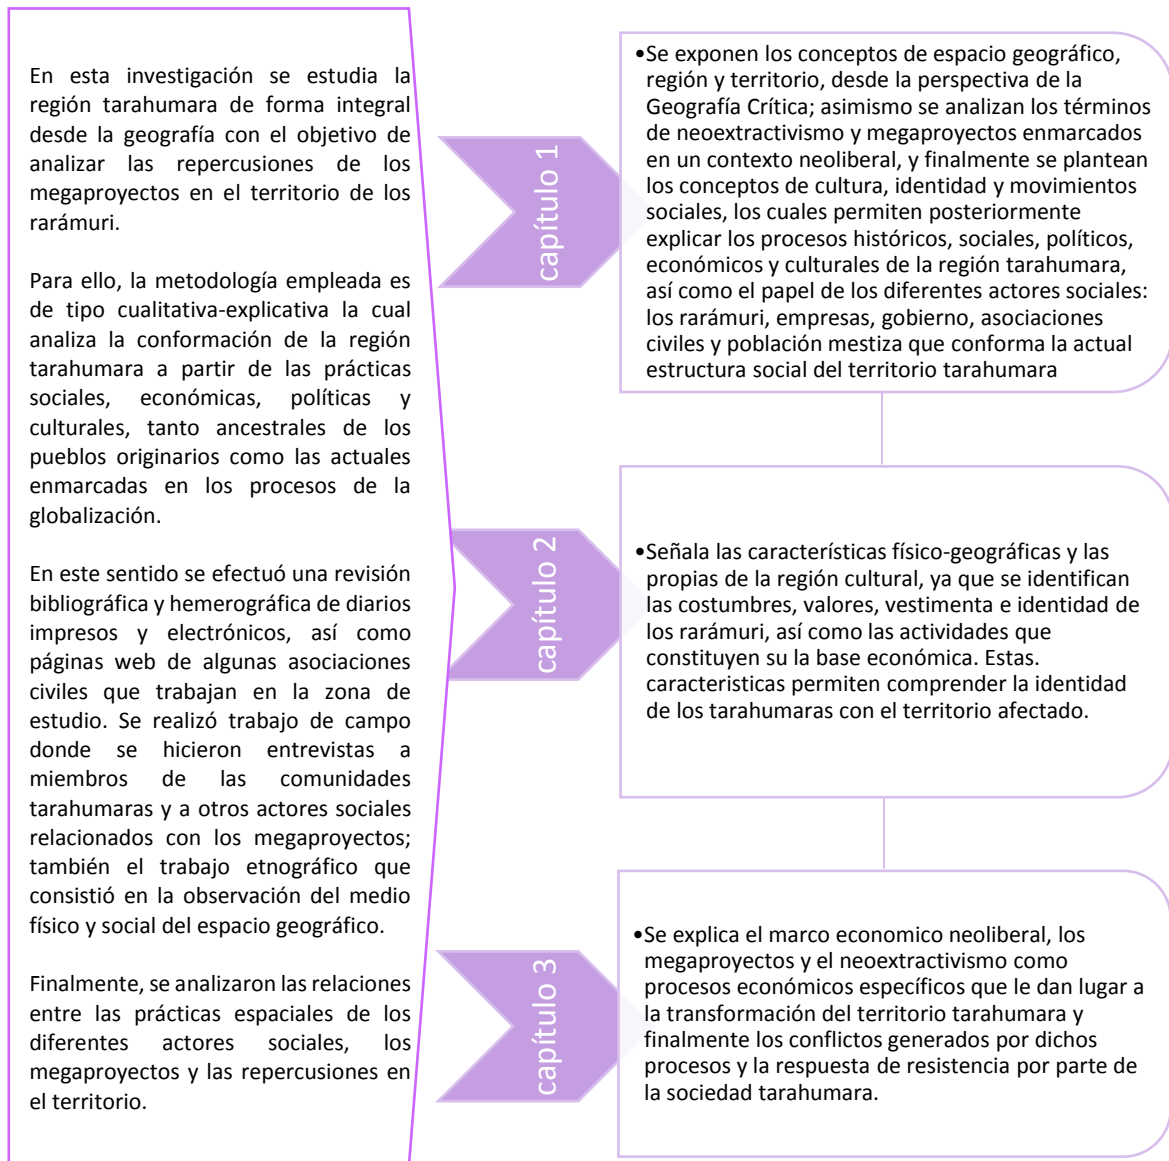 En esta investigación se estudia la
región tarahumara de forma integral
desde la geografía con el objetivo de
analizar las repercusiones de los
megaproyectos en el territorio de los
rarámuri.
Para ello, la metodología empleada es
de tipo cualitativa-explicativa la cual
analiza la conformación de la región
tarahumara a partir de las prácticas
sociales, económicas, políticas y
culturales, tanto ancestrales de los
pueblos originarios como las actuales
enmarcadas en los procesos de la
globalización.
En este sentido se efectuó una revisión
bibliográfica y hemerográfica de diarios
impresos y electrónicos, así como
páginas web de algunas asociaciones
civiles que trabajan en la zona de
estudio. Se realizó trabajo de campo
donde se hicieron entrevistas a
miembros de las comunidades
tarahumaras y a otros actores sociales
relacionados con los megaproyectos;
también el trabajo etnográfico que
consistió en la observación del medio
físico y social del espacio geográfico.
Finalmente, se analizaron las relaciones
entre las prácticas espaciales de los
diferentes actores sociales, los
megaproyectos y las repercusiones en
el territorio.
capítulo 1
•Se exponen los conceptos de espacio geográfico,
región y territorio, desde la perspectiva de la
Geografía Crítica; asimismo se analizan los términos
de neoextractivismo y megaproyectos enmarcados
en un contexto neoliberal, y finalmente se plantean
los conceptos de cultura, identidad y movimientos
sociales, los cuales permiten posteriormente
explicar los procesos históricos, sociales, políticos,
económicos y culturales de la región tarahumara,
así como el papel de los diferentes actores sociales:
los rarámuri, empresas, gobierno, asociaciones
civiles y población mestiza que conforma la actual
estructura social del territorio tarahumara
capítulo 2
•Señala las características físico-geográficas y las
propias de la región cultural, ya que se identifican
las costumbres, valores, vestimenta e identidad de
los rarámuri, así como las actividades que
constituyen su la base económica. Estas.
caracteristicas permiten comprender la identidad
de los tarahumaras con el territorio afectado.
capítulo 3
•Se explica el marco economico neoliberal, los
megaproyectos y el neoextractivismo como
procesos económicos específicos que le dan lugar a
la transformación del territorio tarahumara y
finalmente los conflictos generados por dichos
procesos y la respuesta de resistencia por parte de
la sociedad tarahumara.